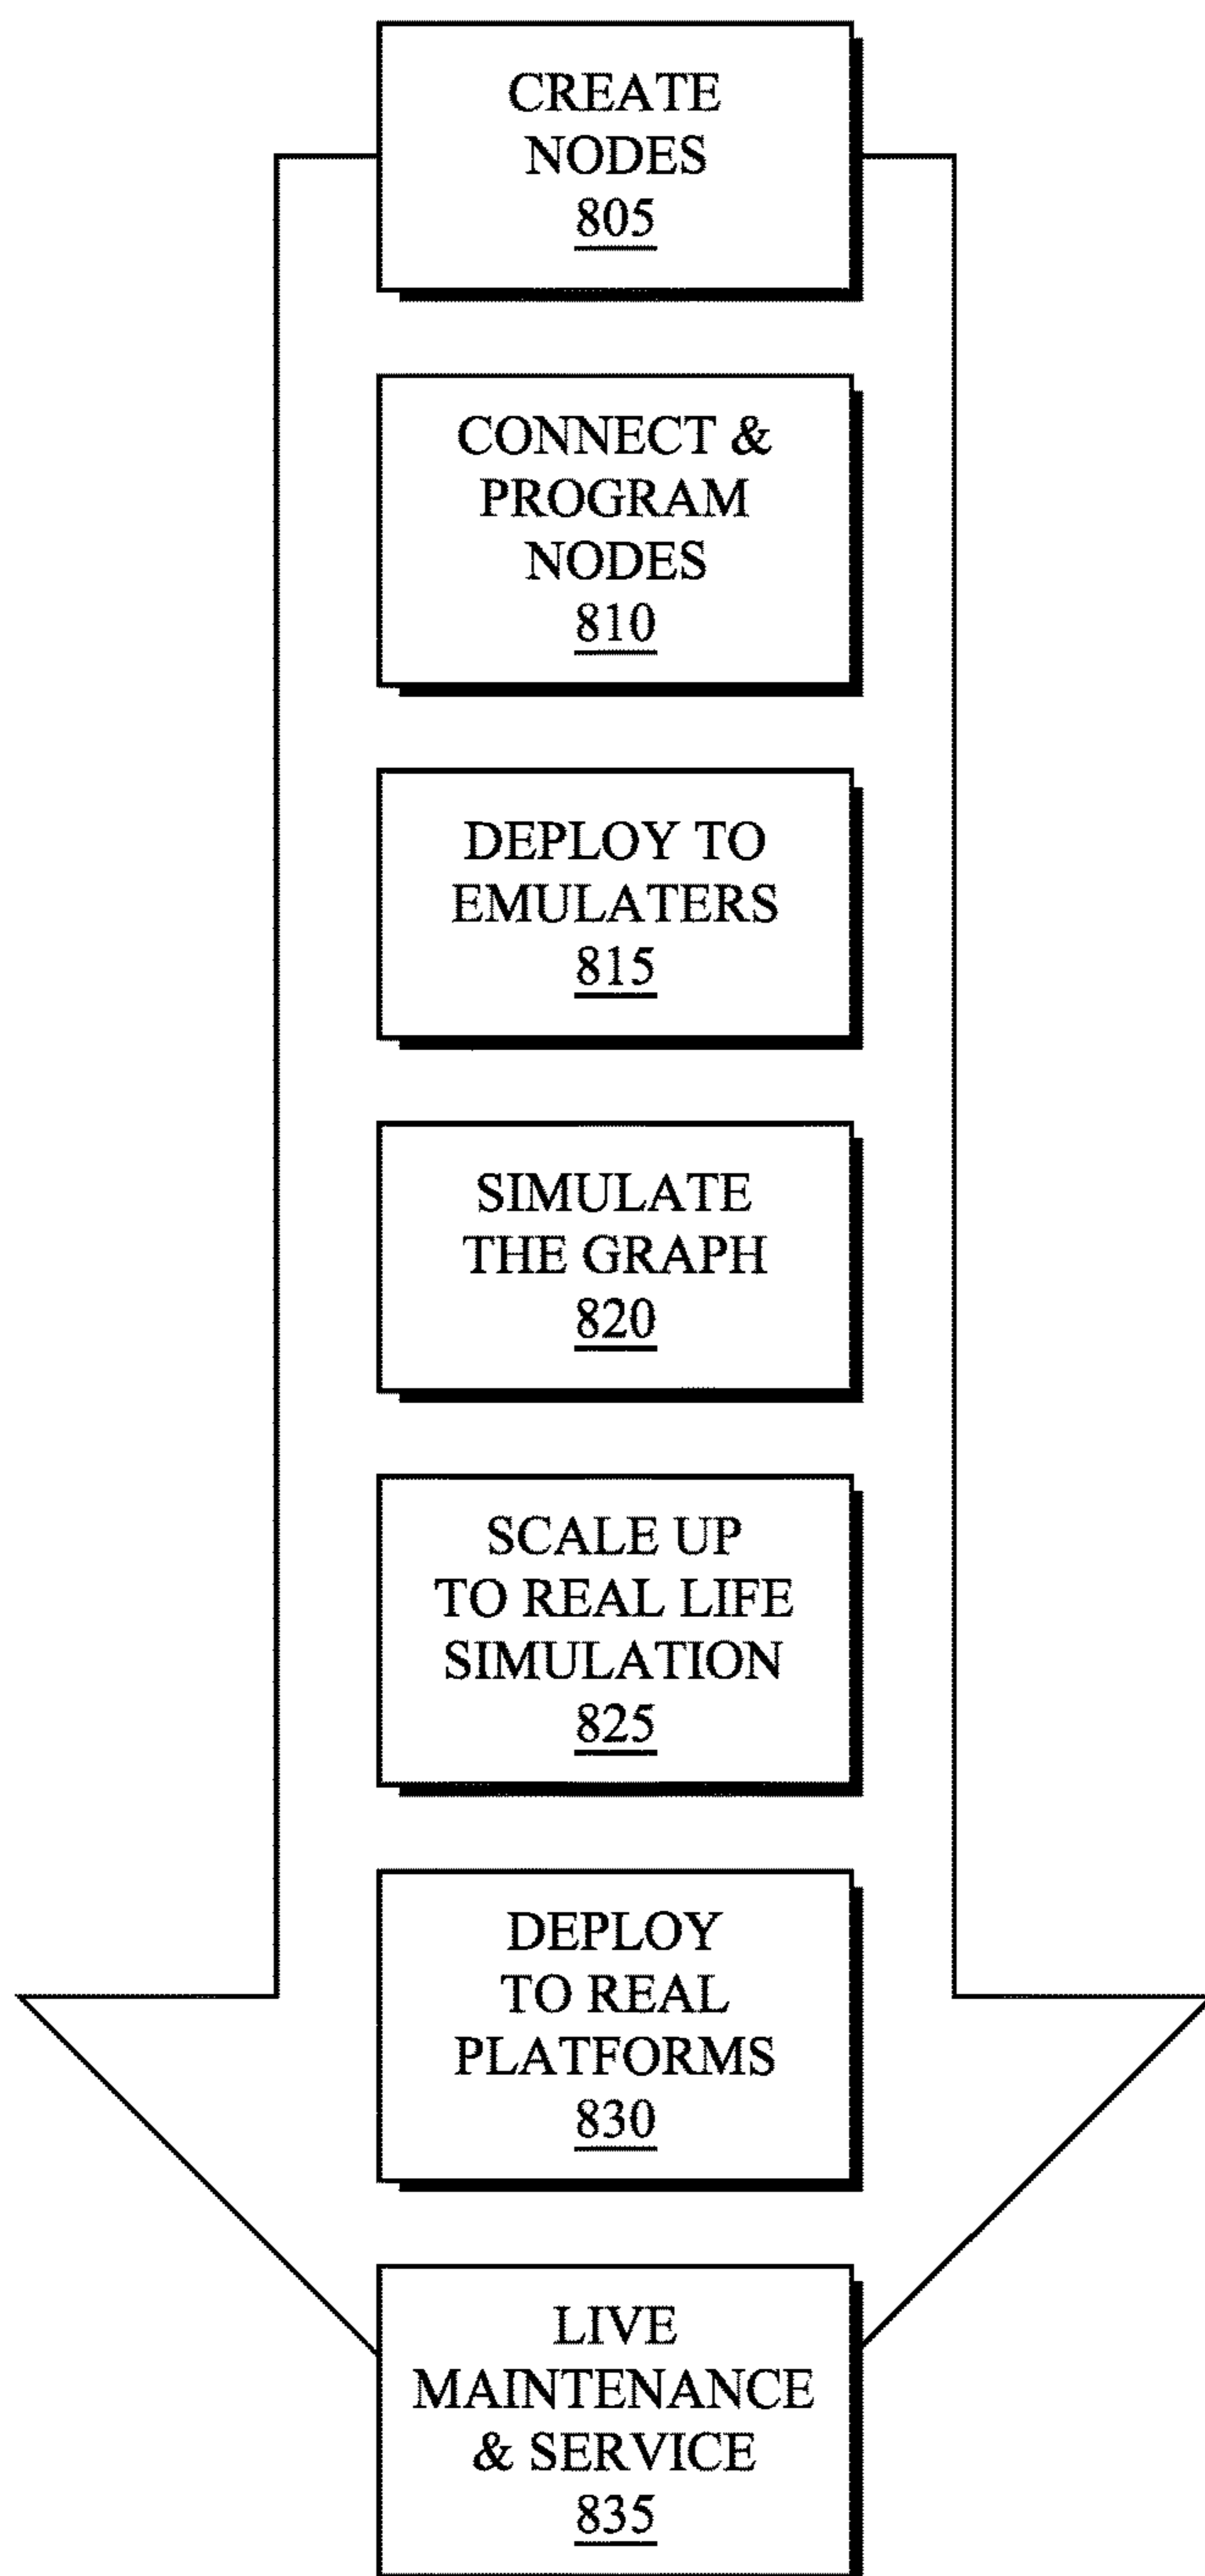 CREATE
NODES
805
CONNECT &
PROGRAM
NODES
810
DEPLOY TO
EMULATERS
815
SIMULATE
THE GRAPH
820
SCALE UP
TO REAL LIFE
SIMULATION
825
DEPLOY
TO REAL
PLATFORMS
830
LIVE
MAINTENANCE
& SERVICE
835